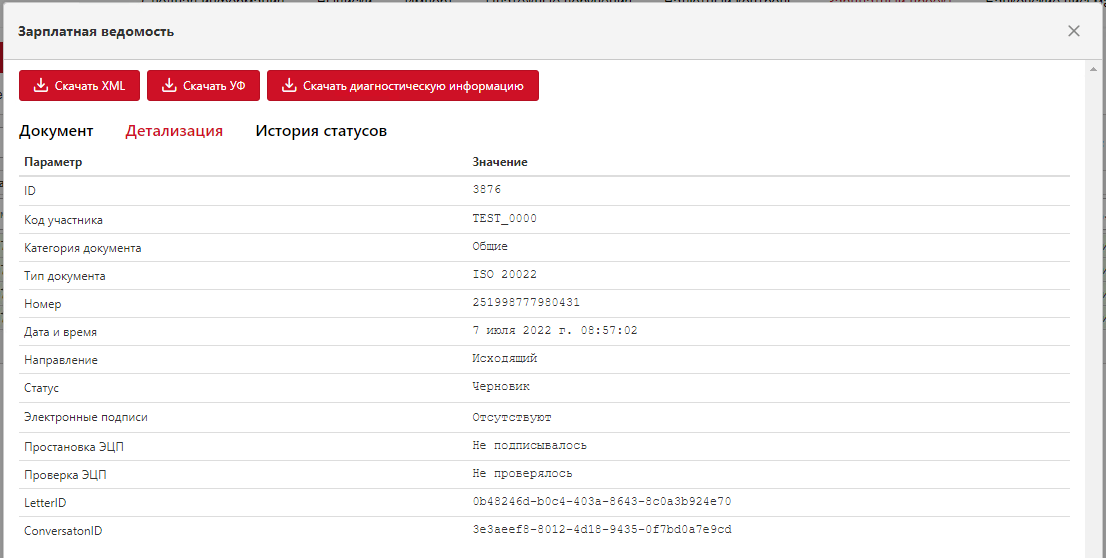 Зарплатная ведомость
Скачать XML Скачать УФ Скачать диагностическую информацию
Документ Детализация История статусов
Параметр Значение
ID 3876
Код участника TEST_0000
Категория документа Общие
Тип документа ISO 20022
Номер 251998777980431
Дата и время 7 июля 2022 г. 08:57:02
Направление Исходящий
Статус Черновик
Электронные подписи Отсутствуют
Простановка ЭЦП Не подписывалось
Проверка ЭЦП Не проверялось
LetterID 0b48246d-b0c4-403a-8643-8c0a3b924e70
ConversatonID 3e3aeef8-8012-4d18-9435-0f7bd0a7e9cd